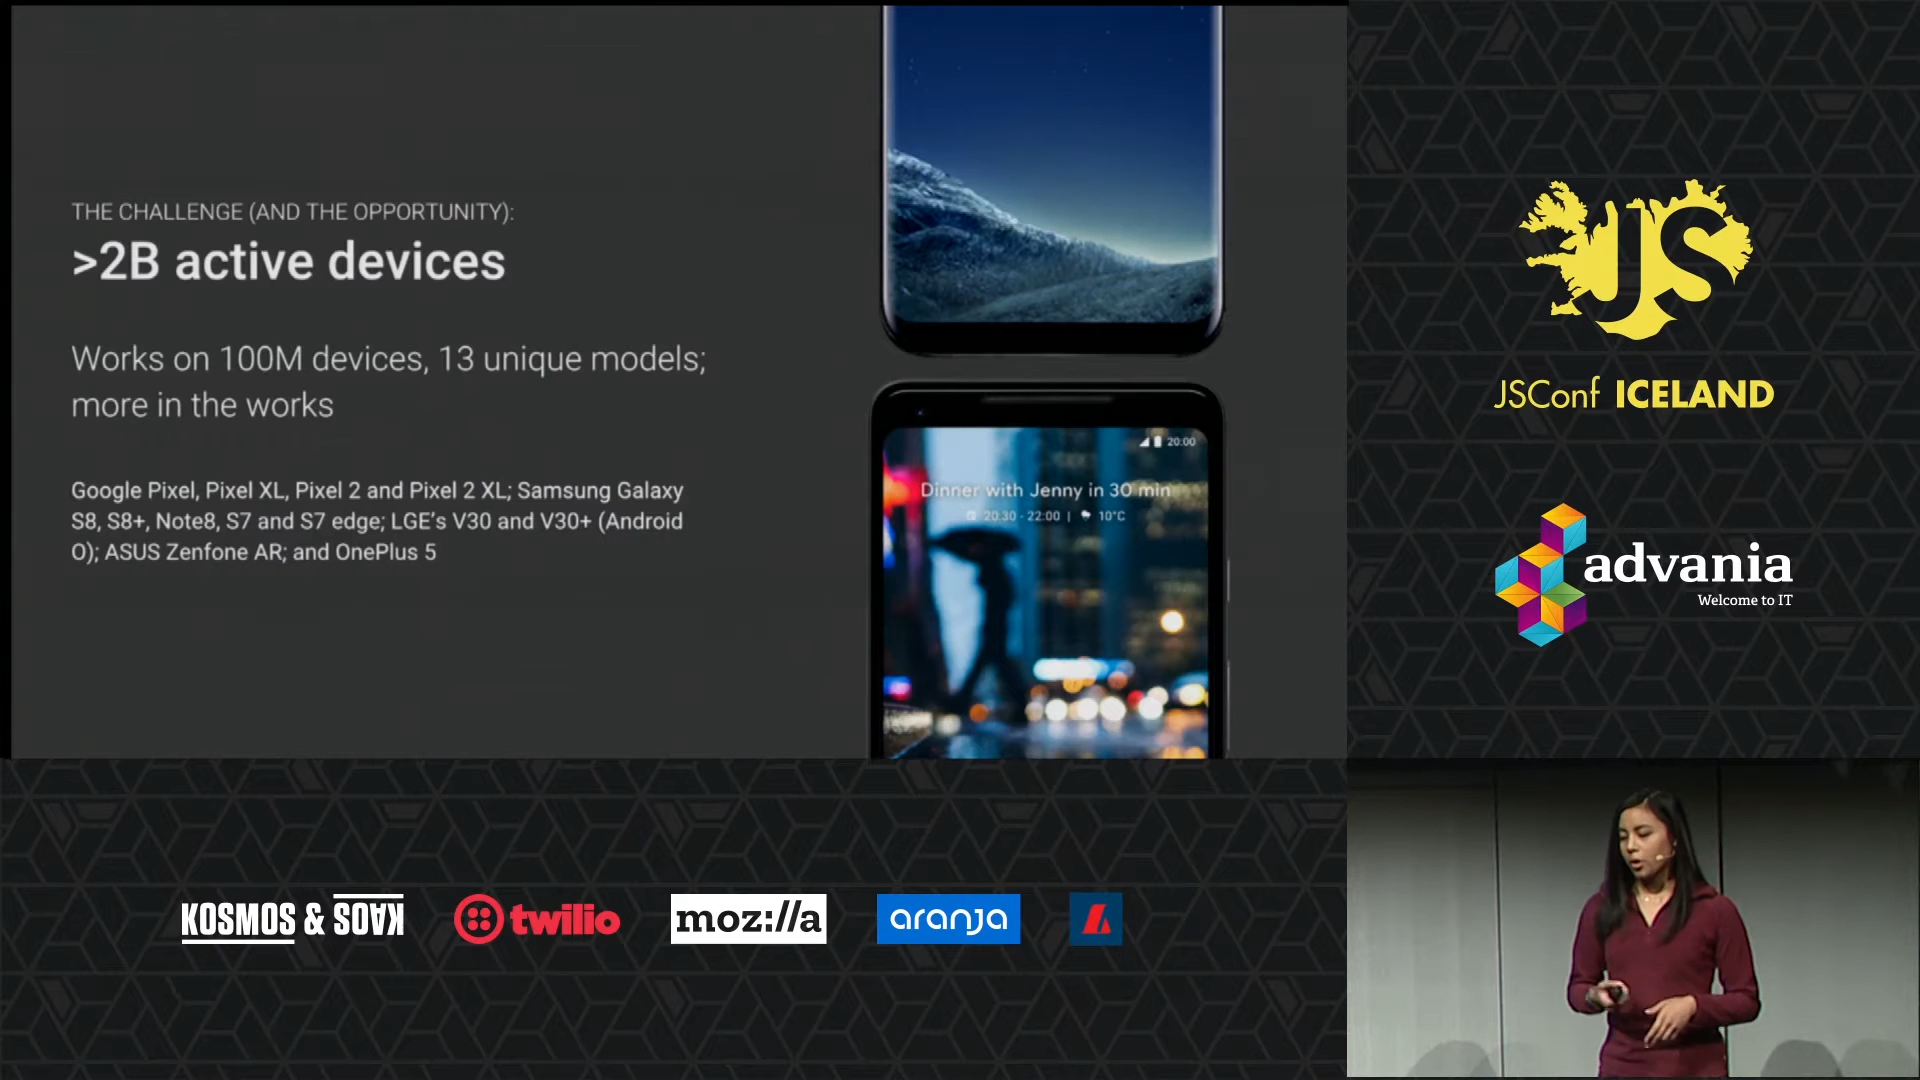 THE CHALLENGE (AND THE OPPORTUNITY):
>2B active devices
Works on 100M devices, 13 unique models;
more in the works
Google Pixel, Pixel XL, Pixel 2 and Pixel 2 XL; Samsung Galaxy
S8, S8+, Note8, S7 and S7 edge; LGE's V30 and V30+ (Android
O); ASUS Zenfone AR; and OnePlus 5
20:00
Dinner with Jenny in 30 min
20:30 - 22:00 | 10°C
JS
JSConf ICELAND
advania
Welcome to IT
KOSMOS & KAOS
twilio
moz://a
aranja